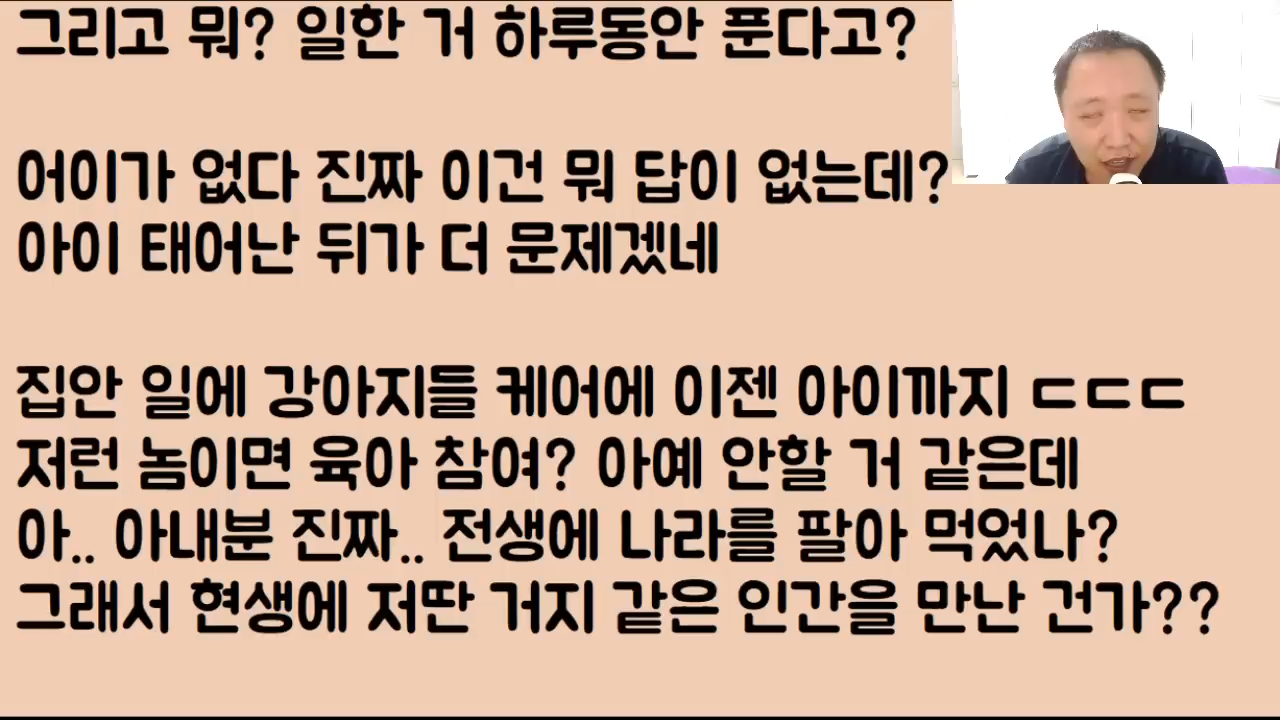 그리고 뭐? 일한 거 하루동안 푼다고?
어이가 없다 진짜 이건 뭐 답이 없는데?
아이 태어난 뒤가 더 문제겠네
집안 일에 강아지들 케어에 이젠 아이까지 ㄷㄷㄷ
저런 놈이면 육아 참여? 아예 안할 거 같은데
아.. 아내분 진짜.. 전생에 나라를 팔아 먹었나?
그래서 현생에 저딴 거지 같은 인간을 만난 건가??